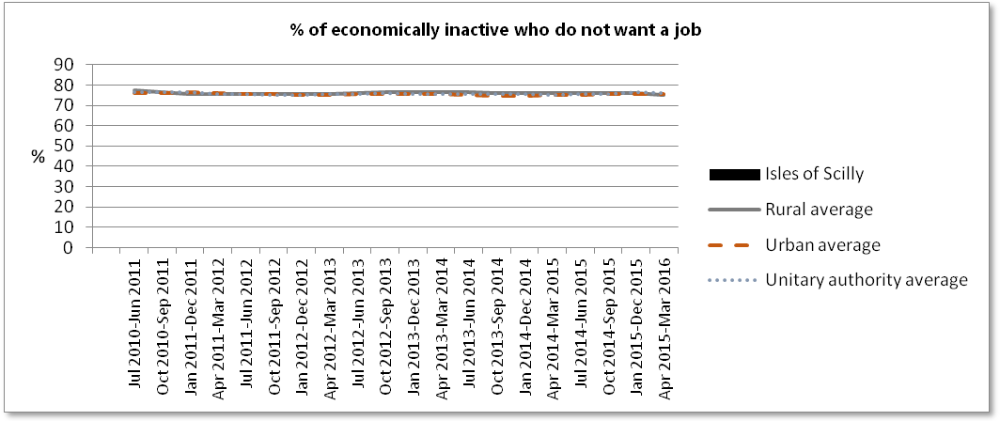 % of economically inactive who do not want a job
90
80
70
60
50
40
30
20
10
0
%
Jul 2010-Jun 2011
Oct 2010-Sep 2011
Jan 2011-Dec 2011
Apr 2011-Mar 2012
Jul 2011-Jun 2012
Oct 2011-Sep 2012
Jan 2012-Dec 2012
Apr 2012-Mar 2013
Jul 2012-Jun 2013
Oct 2012-Sep 2013
Jan 2013-Dec 2013
Apr 2013-Mar 2014
Jul 2013-Jun 2014
Oct 2013-Sep 2014
Jan 2014-Dec 2014
Apr 2014-Mar 2015
Jul 2014-Jun 2015
Oct 2014-Sep 2015
Jan 2015-Dec 2015
Apr 2015-Mar 2016
Isles of Scilly
Rural average
Urban average
Unitary authority average